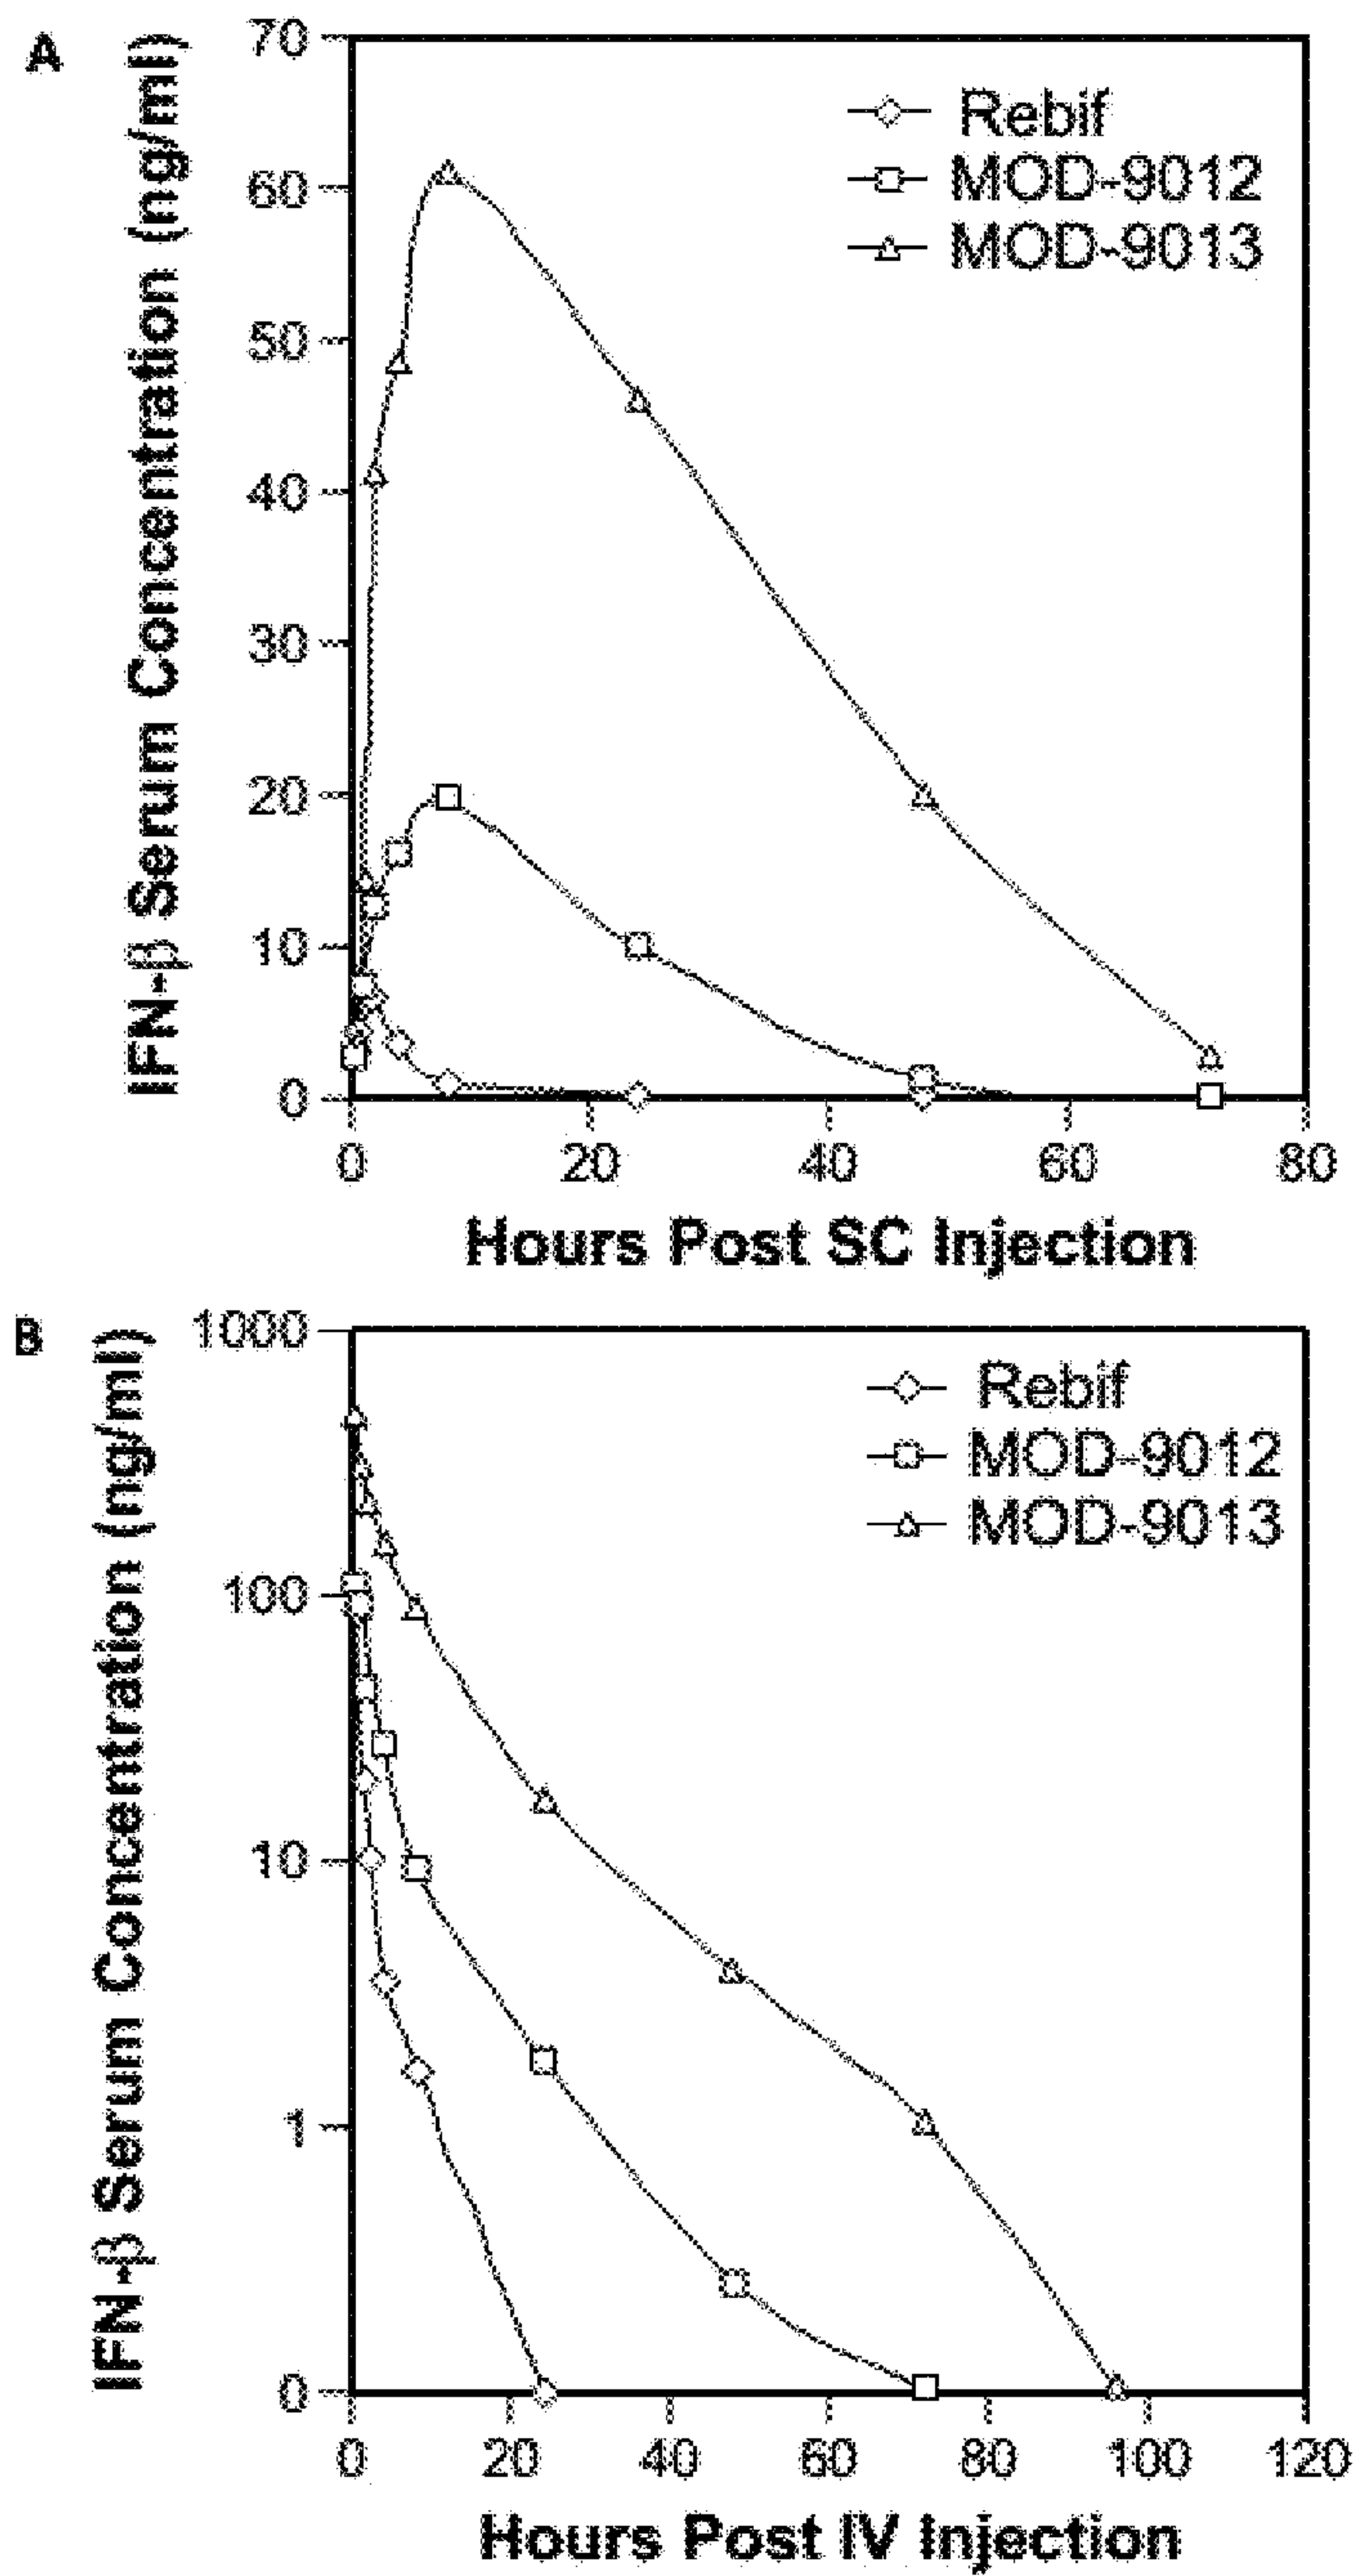 A
IFN-β Serum Concentration (ng/ml)
70
60
50
40
30
20
10
0
Rebif
MOD-9012
MOD-9013
0 20 40 60 80
Hours Post SC Injection
B
IFN-β Serum Concentration (ng/ml)
1000
100
10
1
0
Rebif
MOD-9012
MOD-9013
0 20 40 60 80 100 120
Hours Post IV Injection